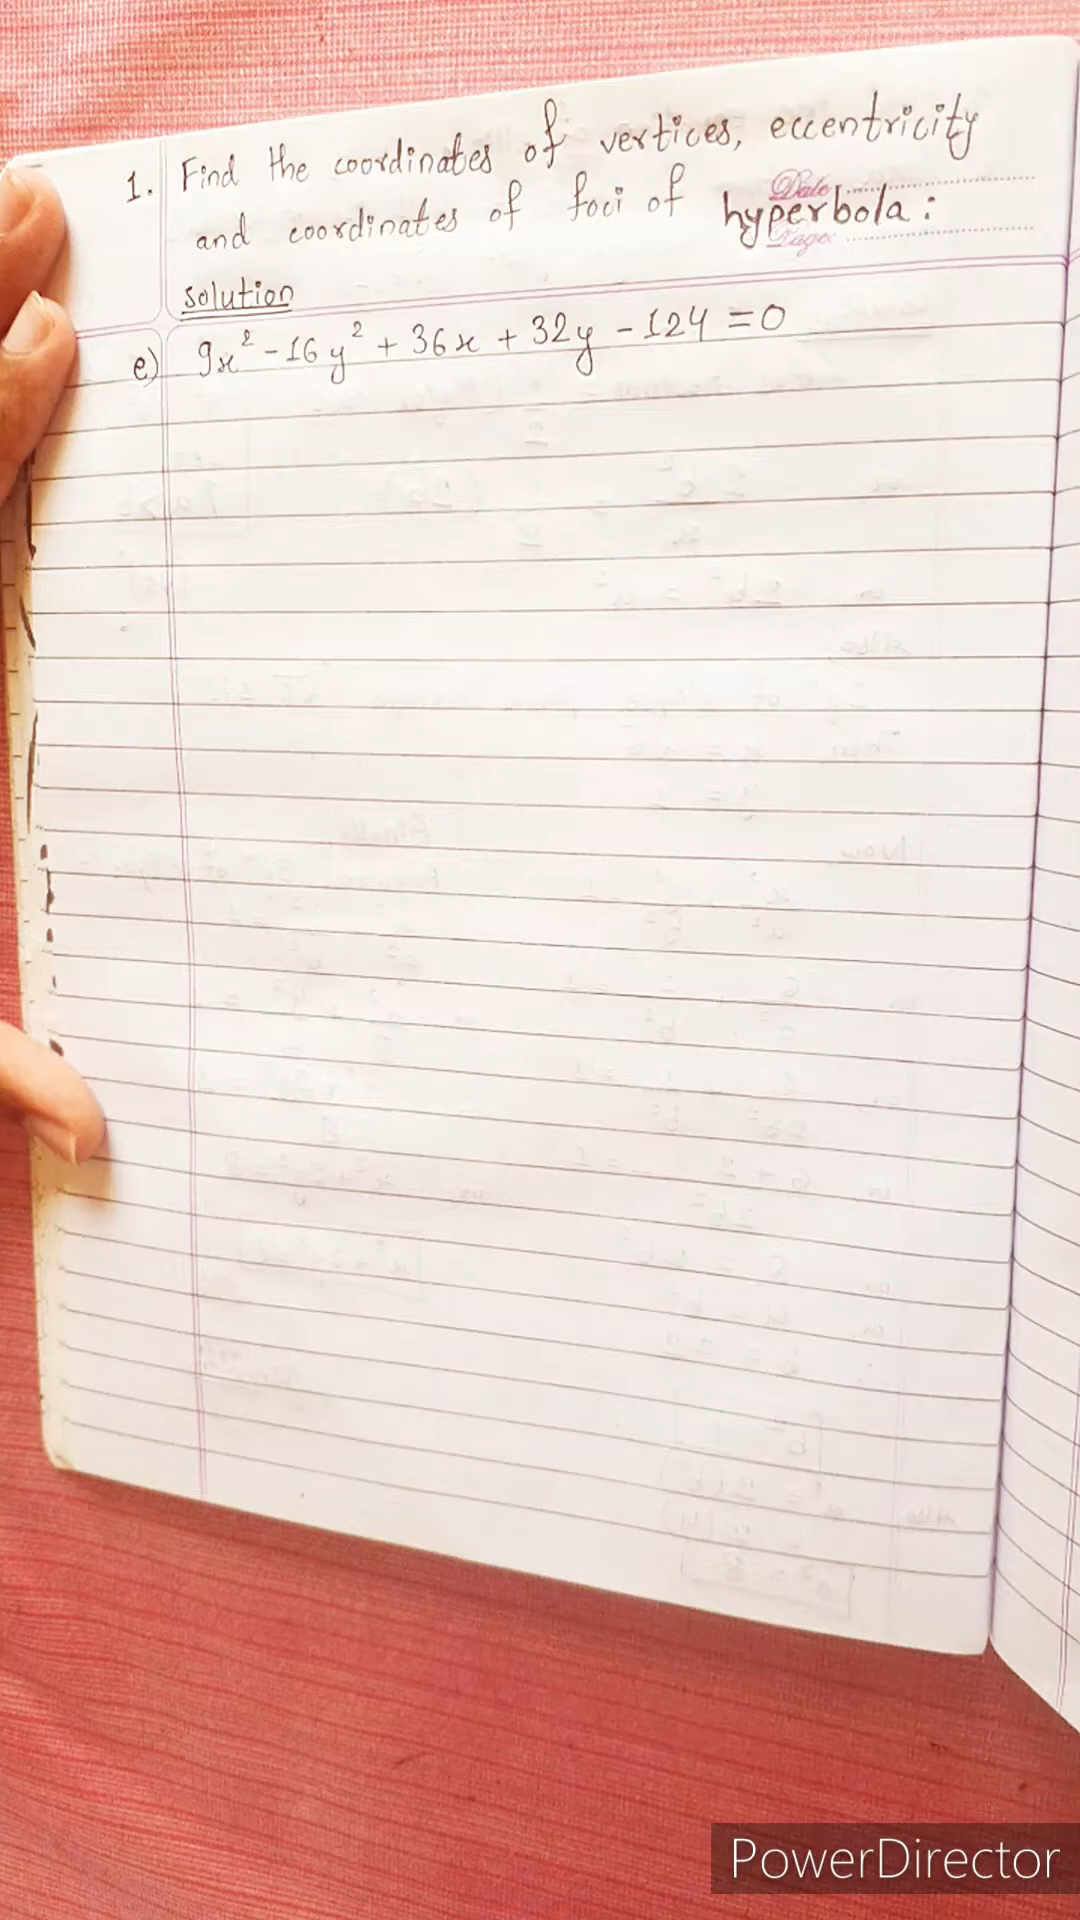 1. Find the coordinates of vertices, eccentricity
and coordinates of foci of hyperbola:
Date
Page:
solution
e) 9x² - 16y² + 36x + 32y - 124 = 0
PowerDirector